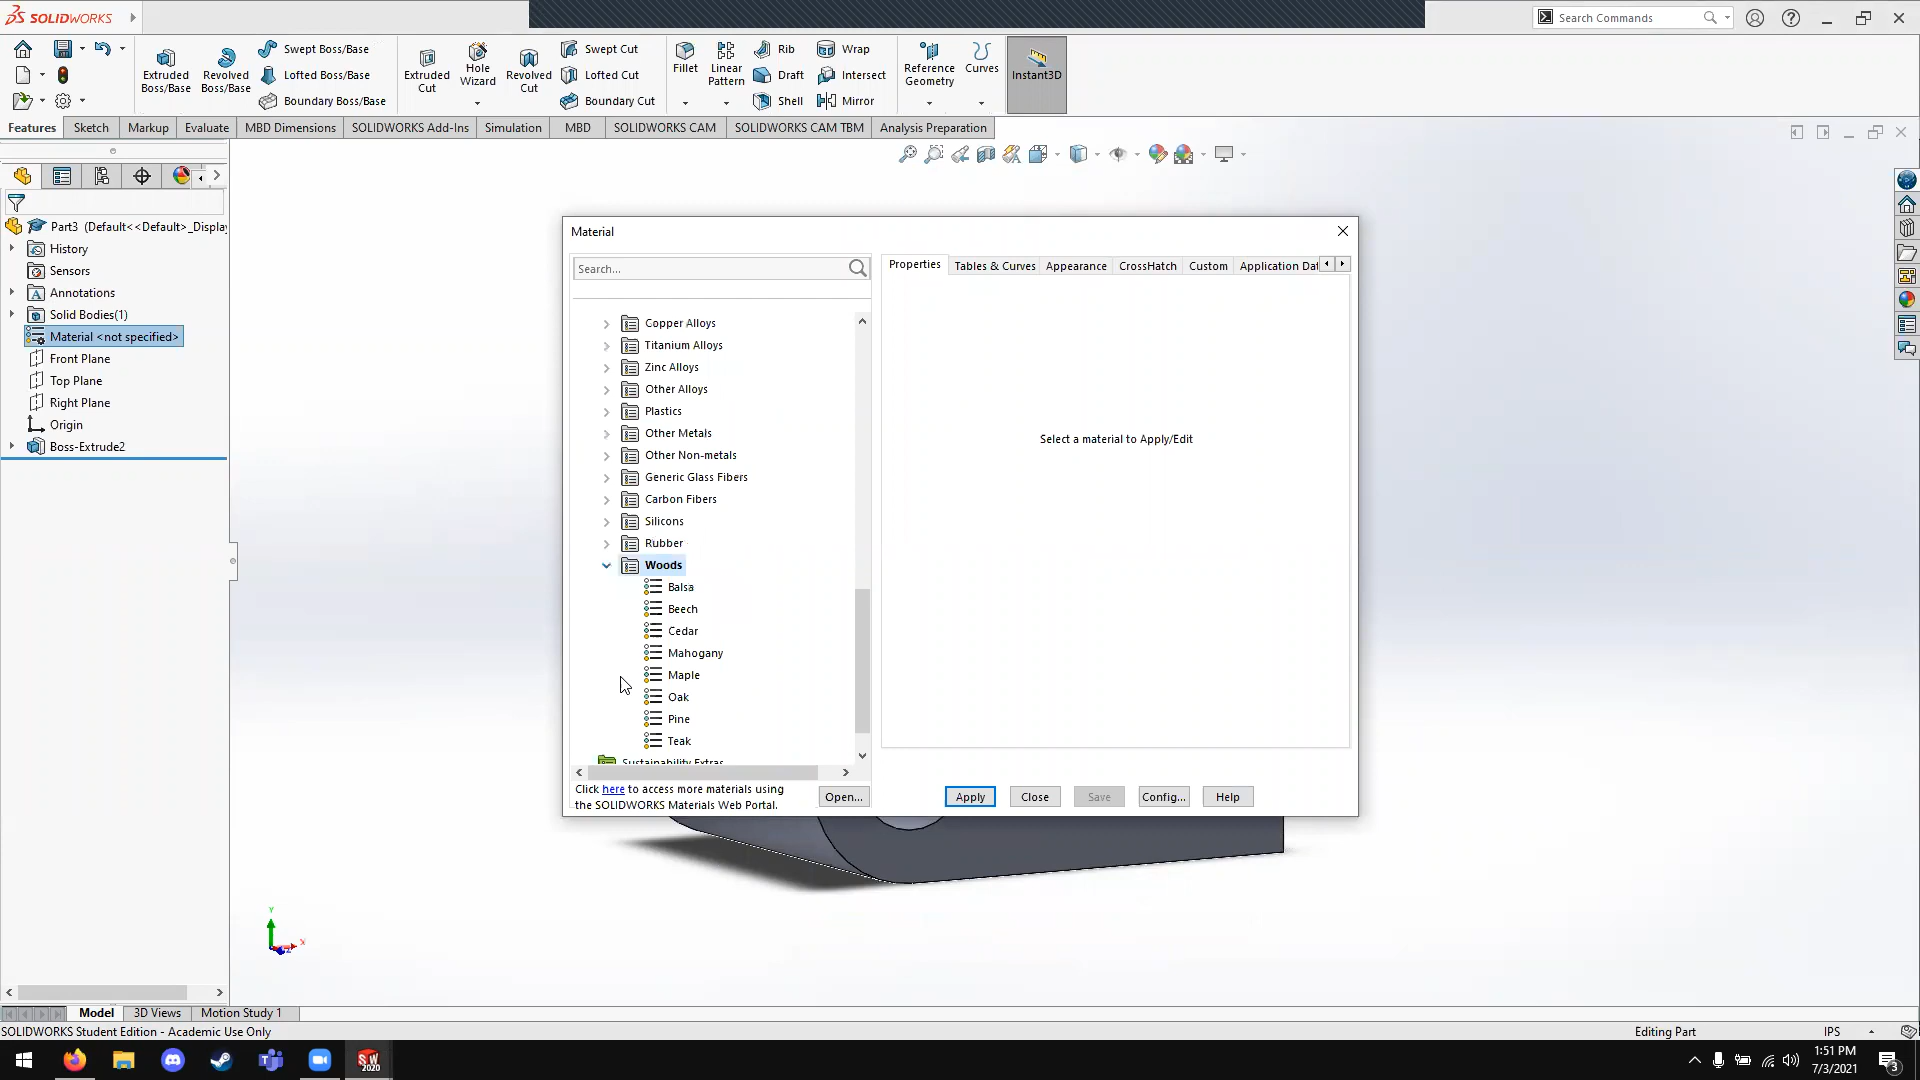 SOLIDWORKS
Search Commands
Extruded Boss/Base
Revolved Boss/Base
Swept Boss/Base
Lofted Boss/Base
Boundary Boss/Base
Extruded Cut
Hole Wizard
Revolved Cut
Swept Cut
Lofted Cut
Boundary Cut
Fillet
Linear Pattern
Rib
Draft
Shell
Wrap
Intersect
Mirror
Reference Geometry
Curves
Instant3D
Features
Sketch
Markup
Evaluate
MBD Dimensions
SOLIDWORKS Add-Ins
Simulation
MBD
SOLIDWORKS CAM
SOLIDWORKS CAM TBM
Analysis Preparation
Part3 (Default<<Default>_Display
History
Sensors
Annotations
Solid Bodies(1)
Material <not specified>
Front Plane
Top Plane
Right Plane
Origin
Boss-Extrude2
Material
Search...
Copper Alloys
Titanium Alloys
Zinc Alloys
Other Alloys
Plastics
Other Metals
Other Non-metals
Generic Glass Fibers
Carbon Fibers
Silicons
Rubber
Woods
Balsa
Beech
Cedar
Mahogany
Maple
Oak
Pine
Teak
Sustainability Extras
Click here to access more materials using
the SOLIDWORKS Materials Web Portal.
Open...
Properties
Tables & Curves
Appearance
CrossHatch
Custom
Application Dat
Select a material to Apply/Edit
Apply
Close
Save
Config...
Help
Y
X
Z
Model
3D Views
Motion Study 1
SOLIDWORKS Student Edition - Academic Use Only
Editing Part
IPS
SW 2020
1:51 PM
7/3/2021
3